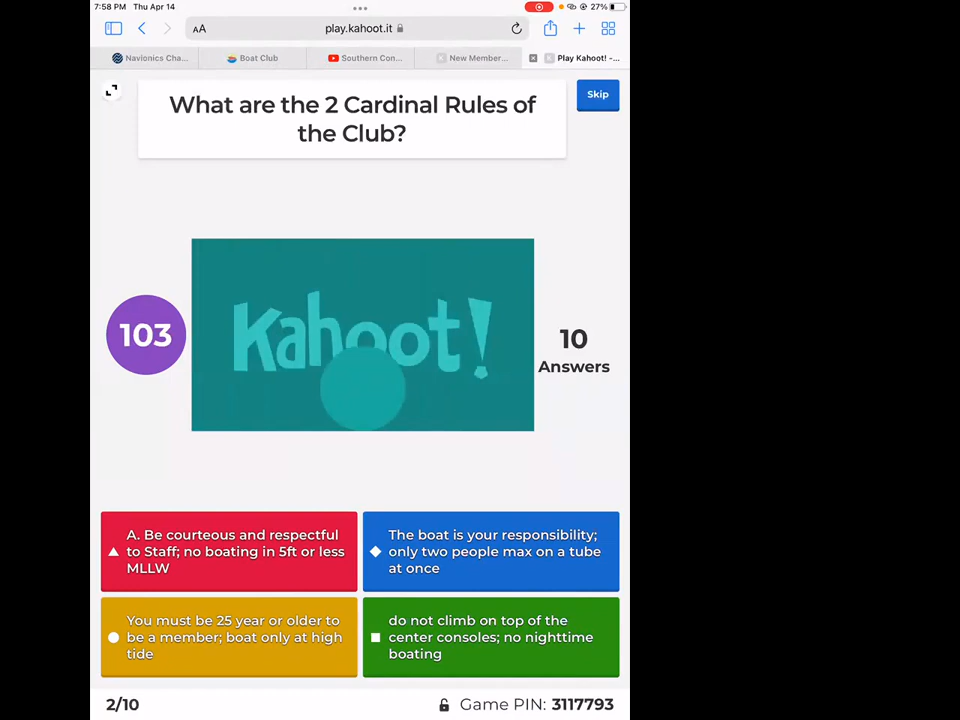 7:58 PM Thu Apr 14
27%
AA
play.kahoot.it
Navionics Cha...
Boat Club
Southern Con...
New Member...
Play Kahoot! -...
What are the 2 Cardinal Rules of
the Club?
Skip
103
Kahoot!
10
Answers
A. Be courteous and respectful
to Staff; no boating in 5ft or less
MLLW
The boat is your responsibility;
only two people max on a tube
at once
You must be 25 year or older to
be a member; boat only at high
tide
do not climb on top of the
center consoles; no nighttime
boating
2/10
Game PIN: 3117793